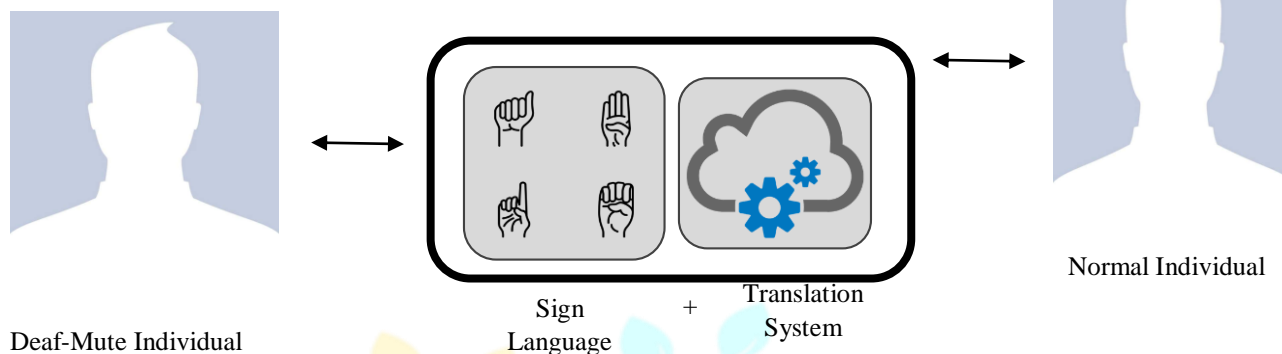 Normal Individual
Sign + Translation
Language System
Deaf-Mute Individual